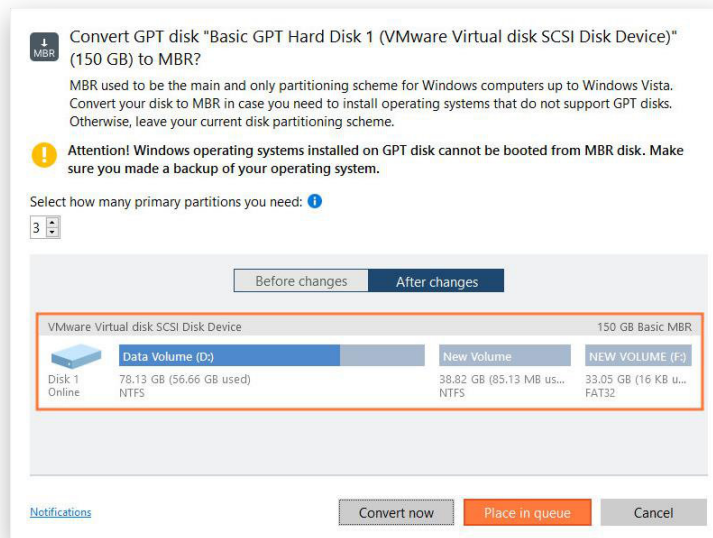 MBR
Convert GPT disk "Basic GPT Hard Disk 1 (VMware Virtual disk SCSI Disk Device)"
(150 GB) to MBR?
MBR used to be the main and only partitioning scheme for Windows computers up to Windows Vista.
Convert your disk to MBR in case you need to install operating systems that do not support GPT disks.
Otherwise, leave your current disk partitioning scheme.
Attention! Windows operating systems installed on GPT disk cannot be booted from MBR disk. Make
sure you made a backup of your operating system.
Select how many primary partitions you need:
3
Before changes After changes
VMware Virtual disk SCSI Disk Device 150 GB Basic MBR
Data Volume (D:) New Volume NEW VOLUME (F:)
Disk 1 78.13 GB (56.66 GB used) 38.82 GB (85.13 MB us... 33.05 GB (16 KB u...
Online NTFS NTFS FAT32
Notifications Convert now Place in queue Cancel